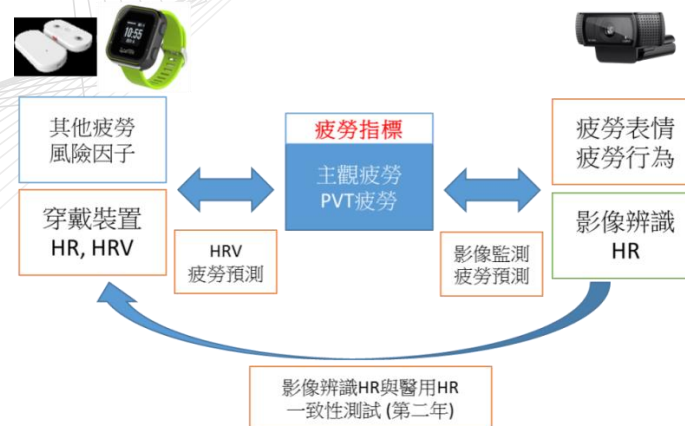 10:55
其他疲勞
風險因子
穿戴裝置
HR, HRV
HRV
疲勞預測
疲勞指標
主觀疲勞
PVT疲勞
影像監測
疲勞預測
疲勞表情
疲勞行為
影像辨識
HR
影像辨識HR與醫用HR
一致性測試 (第二年)